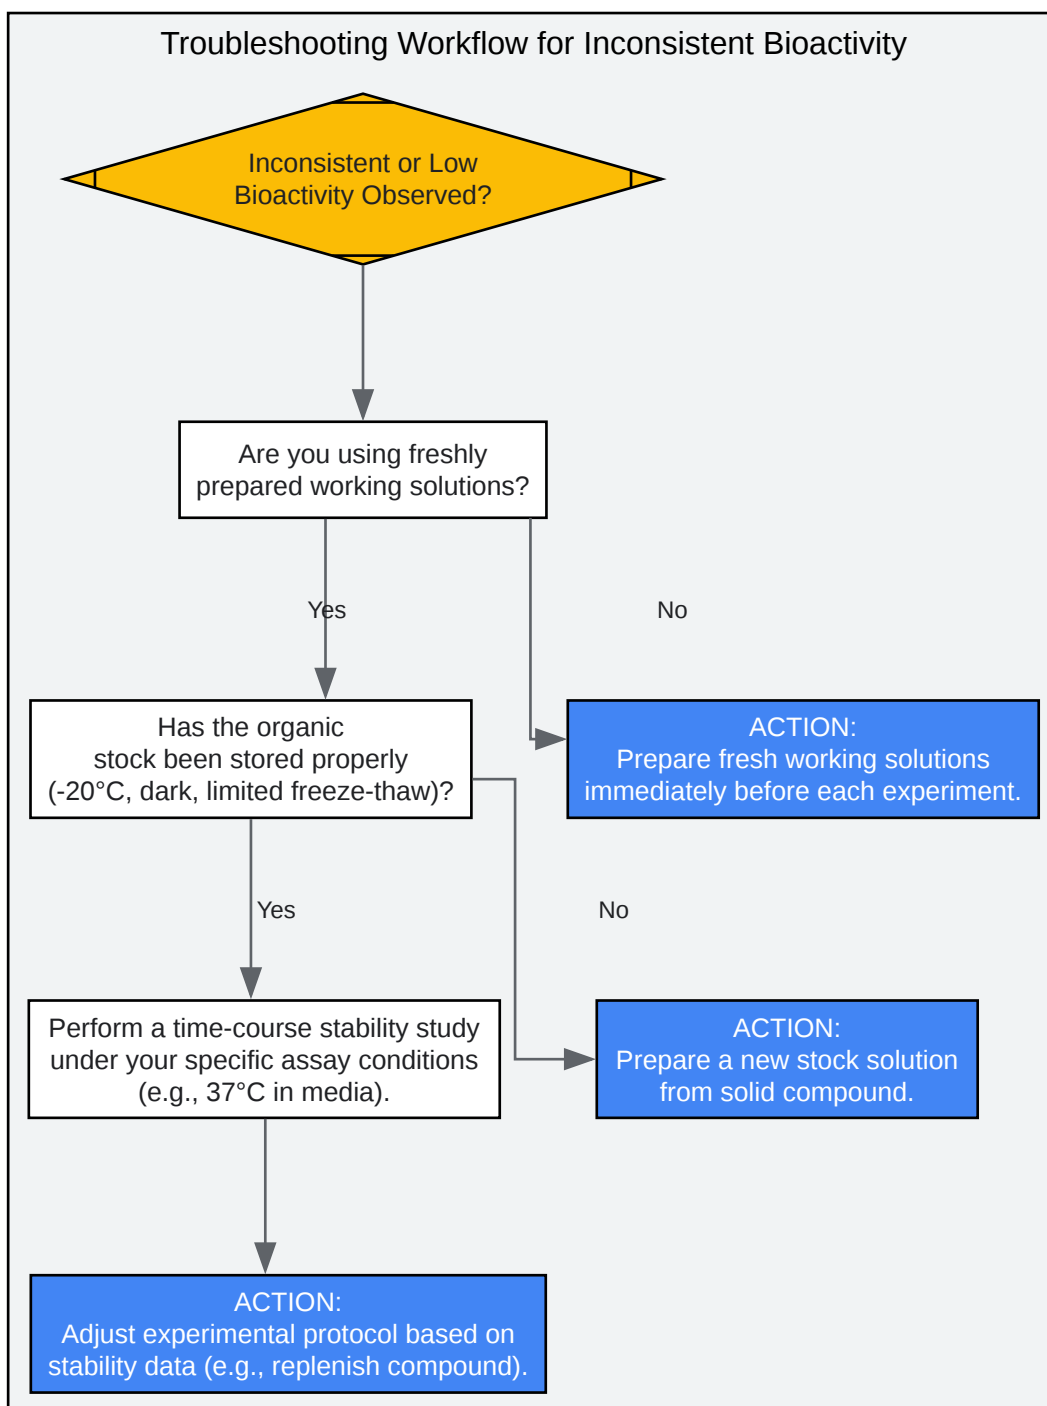 Troubleshooting Workflow for Inconsistent Bioactivity
Inconsistent or Low
Bioactivity Observed?
Are you using freshly
prepared working solutions?
Yes
No
Has the organic
stock been stored properly
(-20°C, dark, limited freeze-thaw)?
ACTION:
Prepare fresh working solutions
immediately before each experiment.
Yes
No
Perform a time-course stability study
under your specific assay conditions
(e.g., 37°C in media).
ACTION:
Prepare a new stock solution
from solid compound.
ACTION:
Adjust experimental protocol based on
stability data (e.g., replenish compound).